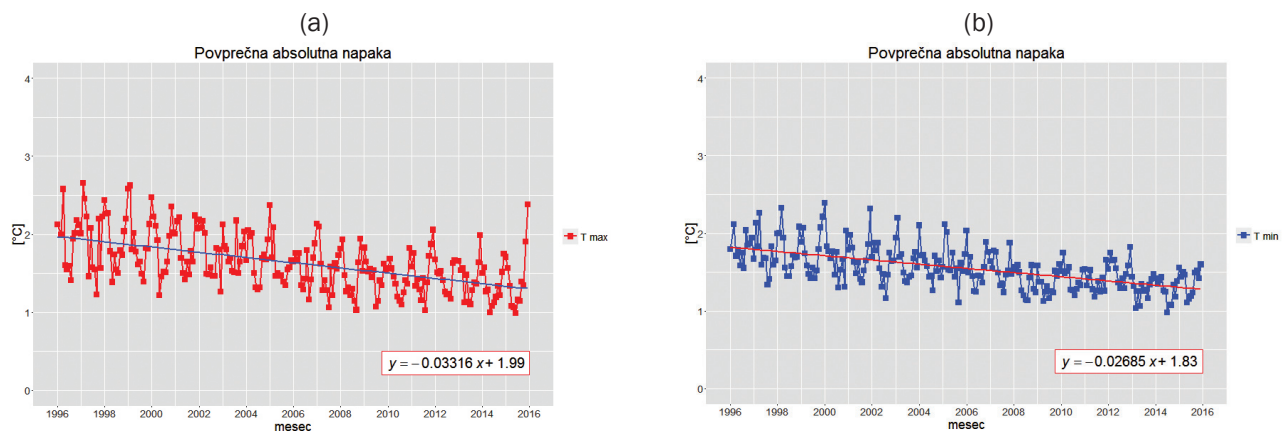 (a)
Povprečna absolutna napaka
4
3
2
1
0
[°C]
T max
y = −0.03316 x + 1.99
1996 1998 2000 2002 2004 2006 2008 2010 2012 2014 2016
mesec
(b)
Povprečna absolutna napaka
4
3
2
1
0
[°C]
T min
y = −0.02685 x + 1.83
1996 1998 2000 2002 2004 2006 2008 2010 2012 2014 2016
mesec